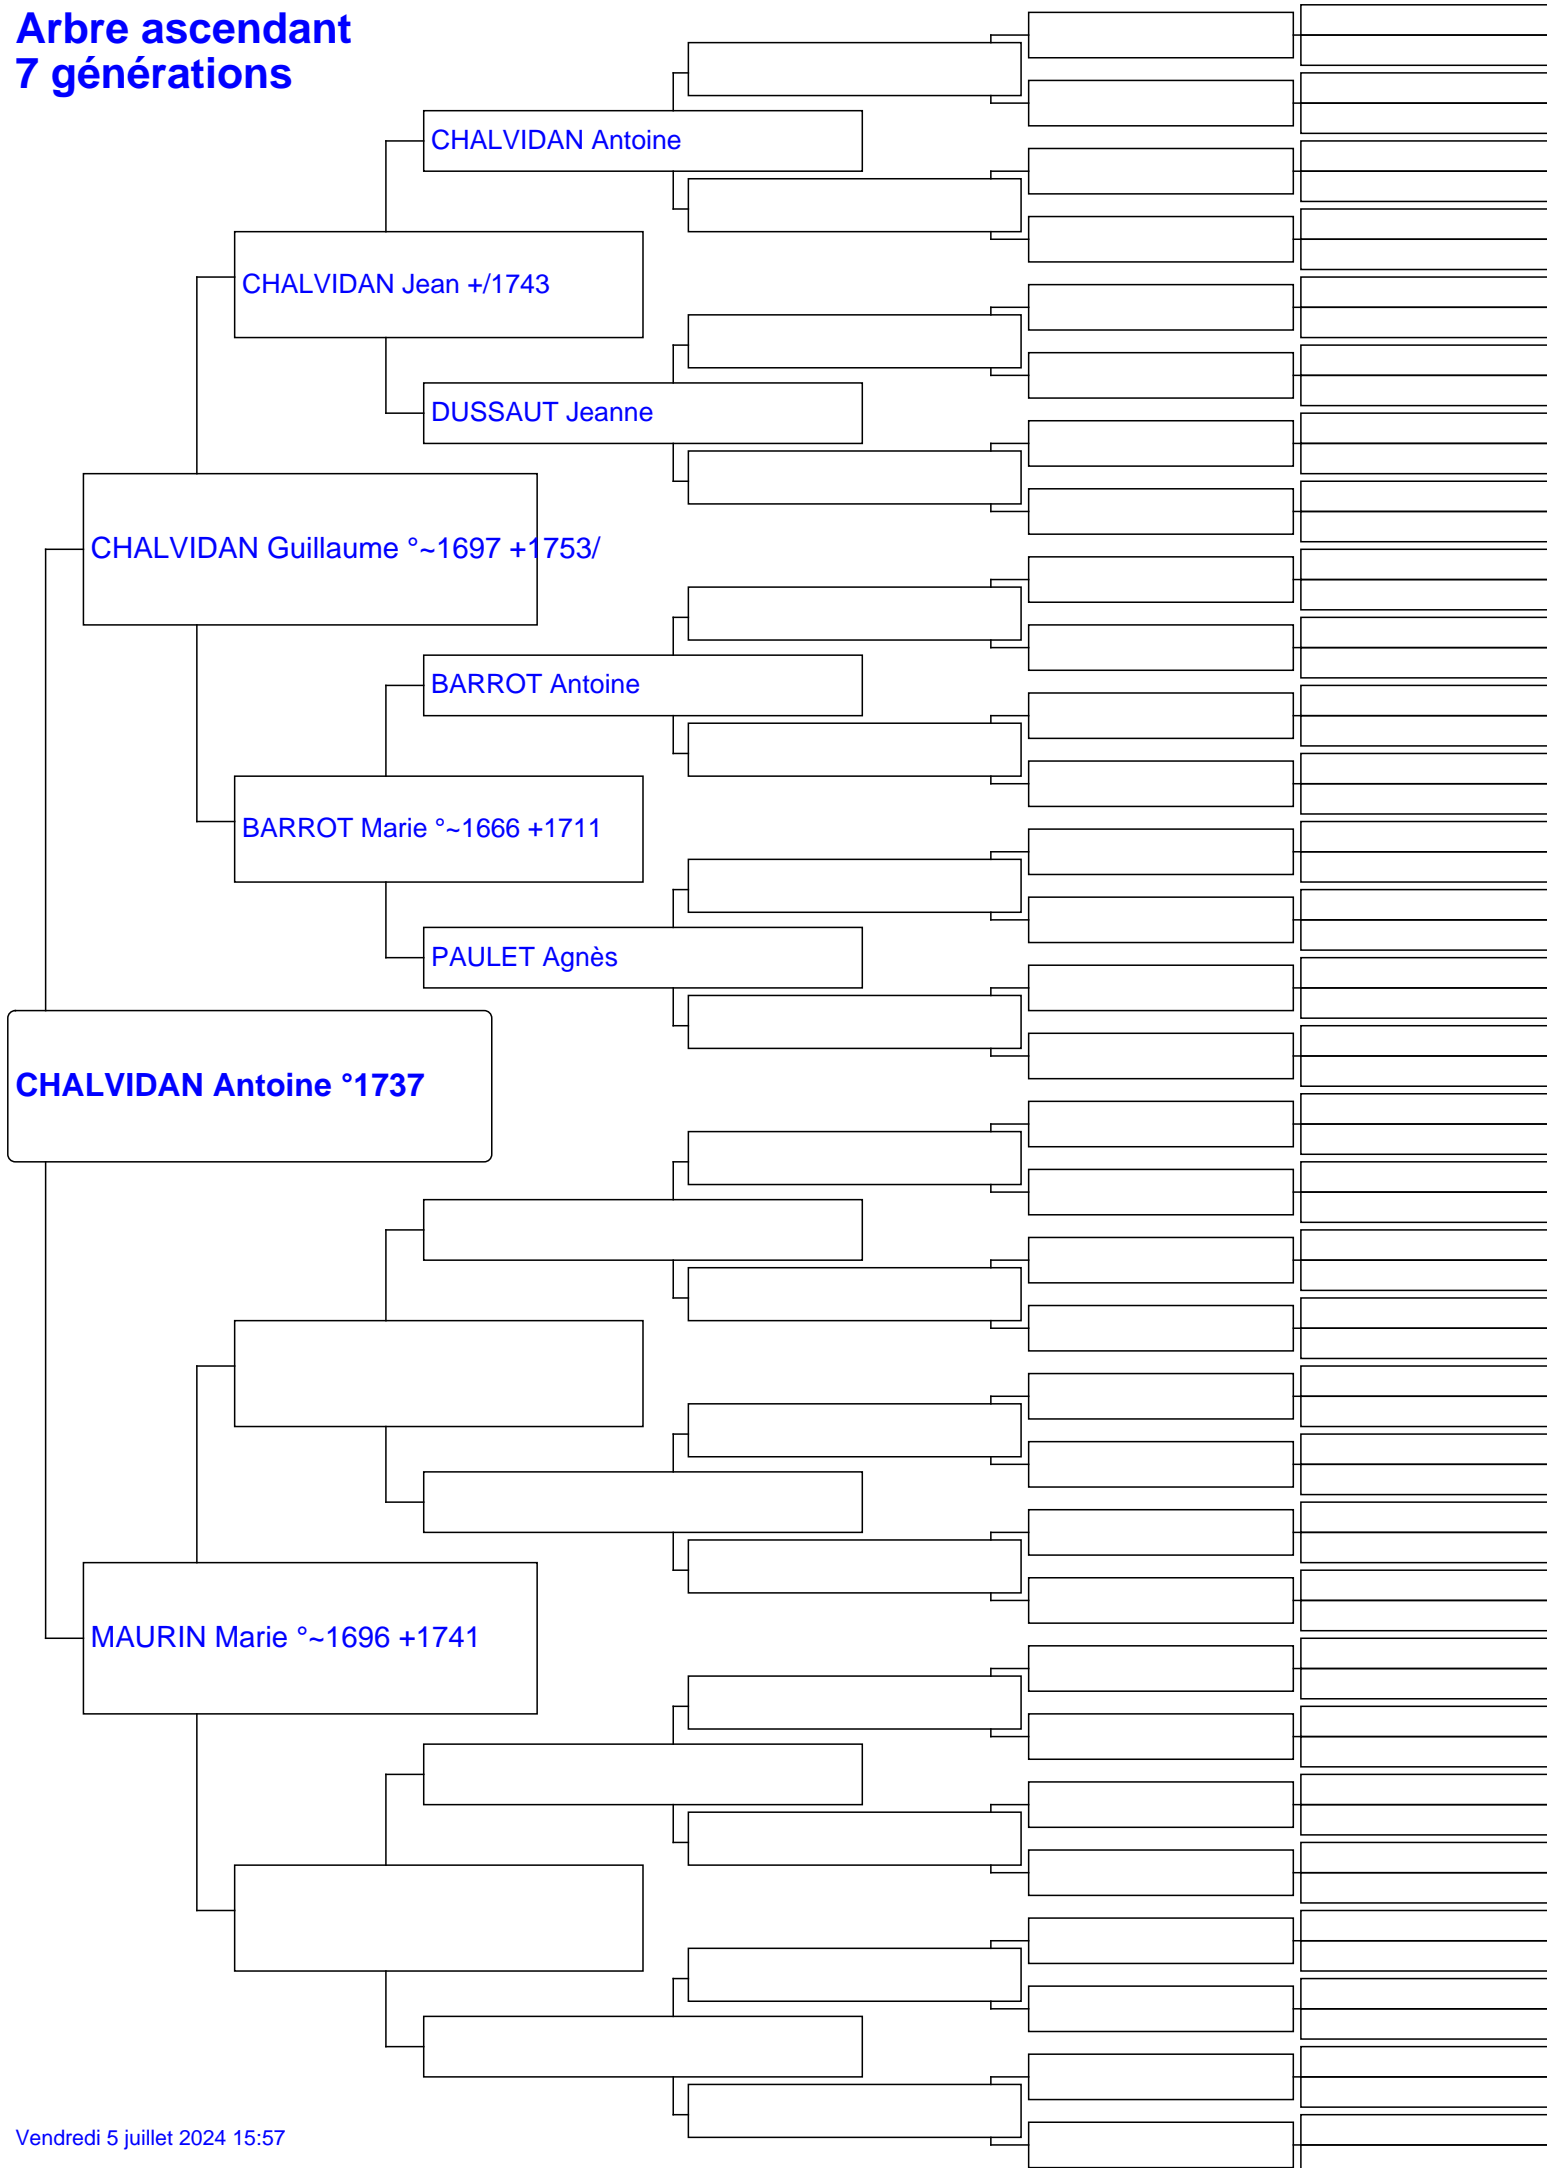 Arbre ascendant
7 générations
CHALVIDAN Antoine
CHALVIDAN Jean +/1743
DUSSAUT Jeanne
CHALVIDAN Guillaume °~1697 +1753/
BARROT Antoine
BARROT Marie °~1666 +1711
PAULET Agnès
CHALVIDAN Antoine °1737
MAURIN Marie °~1696 +1741
Vendredi 5 juillet 2024 15:57